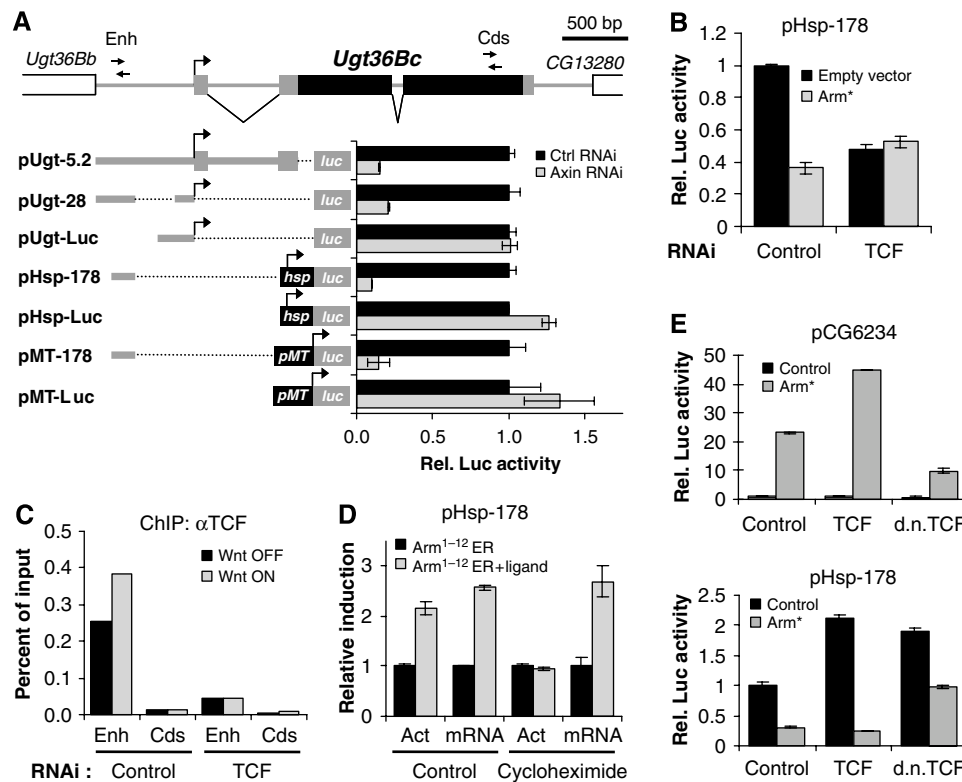 A
500 bp
Enh
Cds
Ugt36Bb
Ugt36Bc
CG13280
pUgt-5.2
luc
pUgt-28
luc
pUgt-Luc
luc
pHsp-178
hsp luc
pHsp-Luc
hsp luc
pMT-178
pMT luc
pMT-Luc
pMT luc
Ctrl RNAi
Axin RNAi
0.0 0.5 1.0 1.5
Rel. Luc activity
B
pHsp-178
Rel. Luc activity
1.2
1
0.8
0.6
0.4
0.2
0
Empty vector
Arm*
RNAi Control TCF
C
ChIP: αTCF
Percent of input
0.5
0.4
0.3
0.2
0.1
0.0
Wnt OFF
Wnt ON
Enh Cds Enh Cds
RNAi : Control TCF
D
pHsp-178
Relative induction
3
2
1
0
Arm1–12 ER
Arm1–12 ER+ligand
Act mRNA Act mRNA
Control Cycloheximide
E
pCG6234
Rel. Luc activity
50
40
30
20
10
0
Control
Arm*
Control TCF d.n.TCF
pHsp-178
Rel. Luc activity
2.5
2
1.5
1
0.5
0
Control
Arm*
Control TCF d.n.TCF